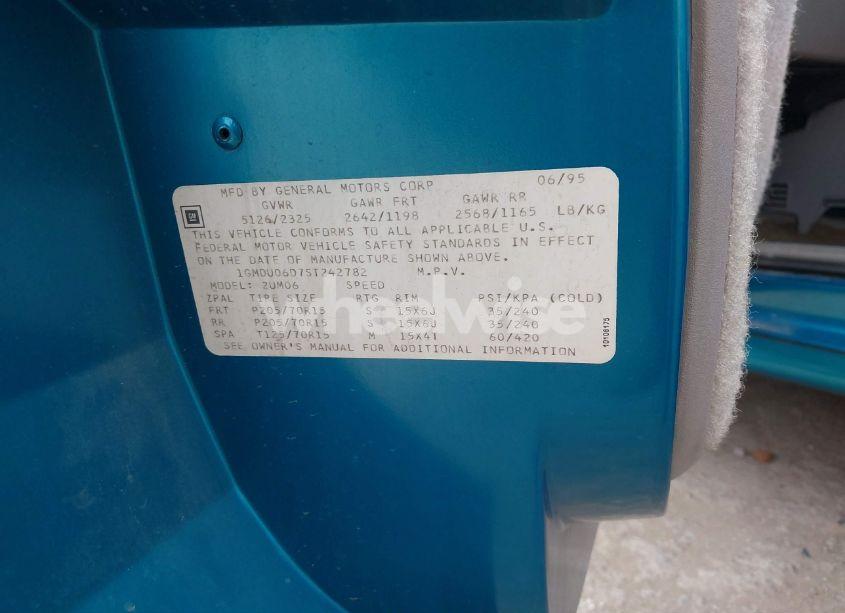 MFD BY GENERAL MOTORS CORP 06/95
GVWR GAWR FRT GAWR RR
GM 5126/2325 2642/1198 2568/1165 LB/KG
THIS VEHICLE CONFORMS TO ALL APPLICABLE U.S.
FEDERAL MOTOR VEHICLE SAFETY STANDARDS IN EFFECT
ON THE DATE OF MANUFACTURE SHOWN ABOVE.
1GMDU06D7ST242782 M.P.V.
MODEL: 2UM06 SPEED
ZPAL TIPE SIZE RTG RIM PSI/KPA (COLD)
FRT P205/70R15 S 15X6J 35/240
RR P205/70R15 S 15X6J 35/240
SPA T125/70R15 M 15X4T 60/420
SEE OWNER'S MANUAL FOR ADDITIONAL INFORMATION
10108175